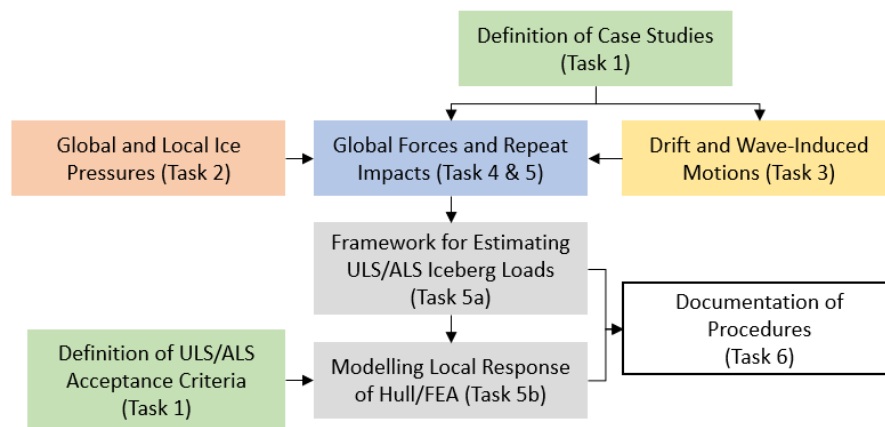 Definition of Case Studies
(Task 1)
Global and Local Ice
Pressures (Task 2)
Global Forces and Repeat
Impacts (Task 4 & 5)
Drift and Wave-Induced
Motions (Task 3)
Framework for Estimating
ULS/ALS Iceberg Loads
(Task 5a)
Documentation of
Procedures
(Task 6)
Definition of ULS/ALS
Acceptance Criteria
(Task 1)
Modelling Local Response
of Hull/FEA (Task 5b)